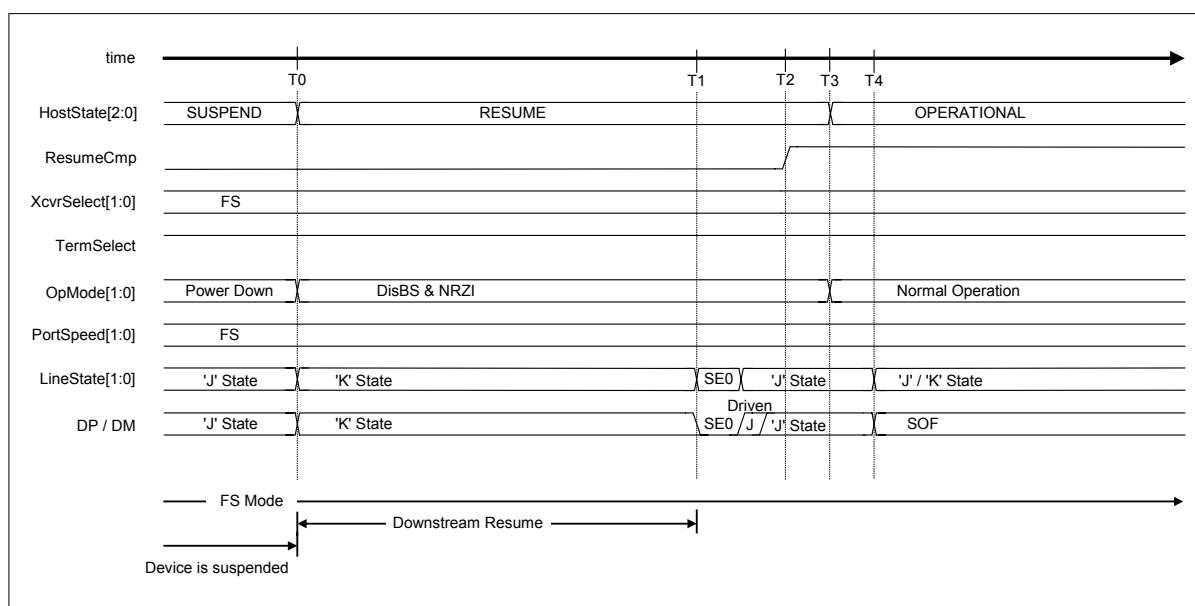 time
T0 T1 T2 T3 T4
HostState[2:0] SUSPEND RESUME OPERATIONAL
ResumeCmp
XcvrSelect[1:0] FS
TermSelect
OpMode[1:0] Power Down DisBS & NRZI Normal Operation
PortSpeed[1:0] FS
LineState[1:0] 'J' State 'K' State SE0 'J' State 'J' / 'K' State
Driven
DP / DM 'J' State 'K' State SE0 J 'J' State SOF
FS Mode
Downstream Resume
Device is suspended